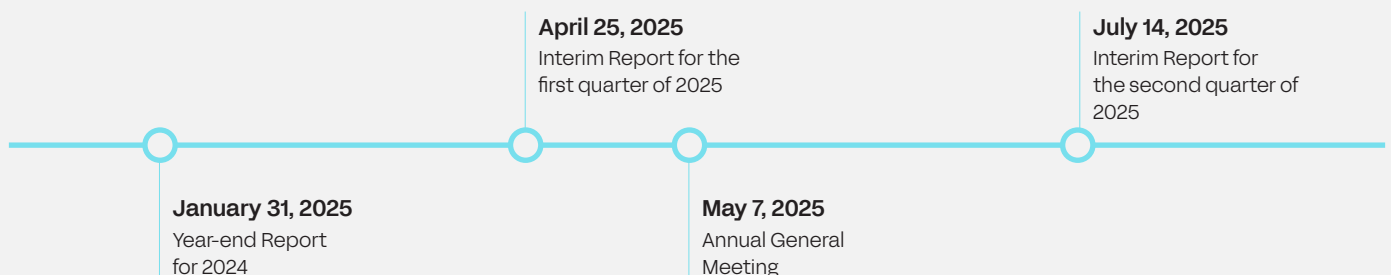 April 25, 2025
Interim Report for the
first quarter of 2025
July 14, 2025
Interim Report for
the second quarter of
2025
January 31, 2025
Year-end Report
for 2024
May 7, 2025
Annual General
Meeting